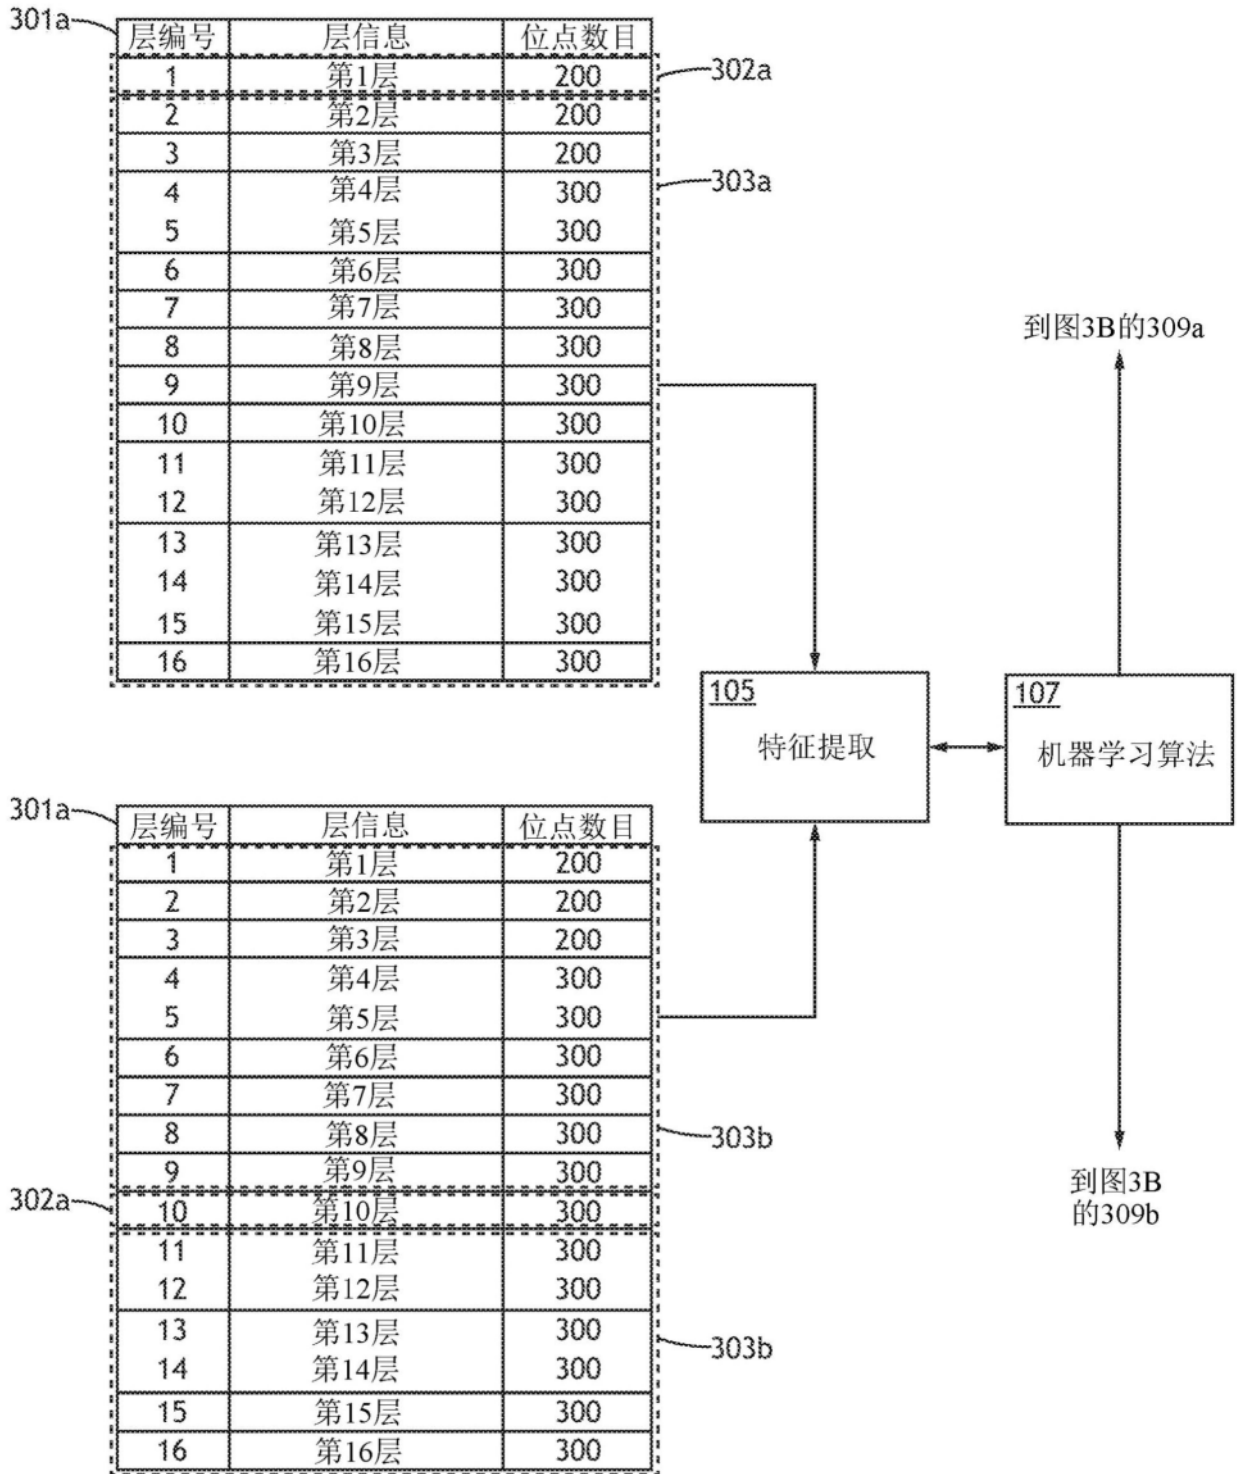 301a
层编号 层信息 位点数目
1 第1层 200
302a
2 第2层 200
3 第3层 200
4 第4层 300
303a
5 第5层 300
6 第6层 300
7 第7层 300
8 第8层 300
9 第9层 300
10 第10层 300
11 第11层 300
12 第12层 300
13 第13层 300
14 第14层 300
15 第15层 300
16 第16层 300
到图3B的309a
105
特征提取
107
机器学习算法
301a
层编号 层信息 位点数目
1 第1层 200
2 第2层 200
3 第3层 200
4 第4层 300
5 第5层 300
6 第6层 300
7 第7层 300
8 第8层 300
303b
9 第9层 300
302a
10 第10层 300
11 第11层 300
12 第12层 300
13 第13层 300
303b
14 第14层 300
15 第15层 300
16 第16层 300
到图3B
的309b